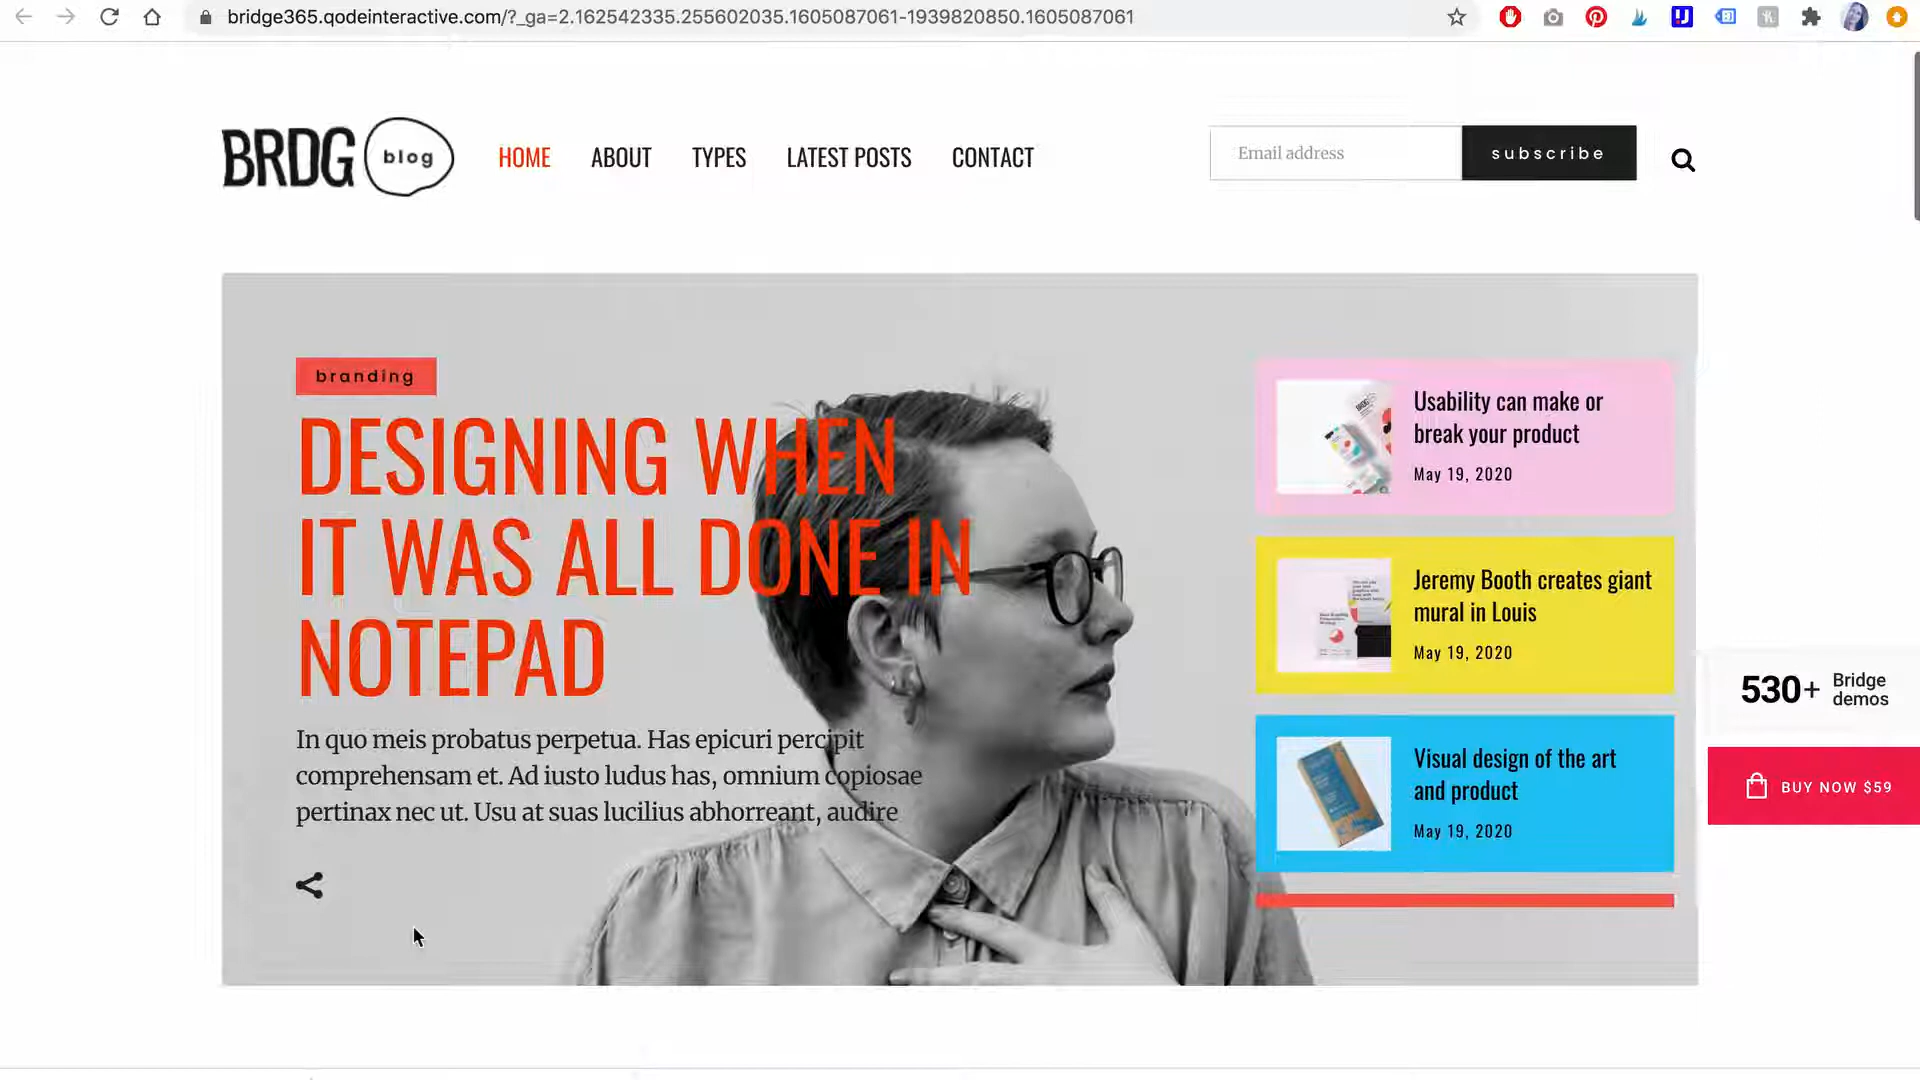 bridge365.qodeinteractive.com/?_ga=2.162542335.255602035.1605087061-1939820850.1605087061
BRDG blog
HOME
ABOUT
TYPES
LATEST POSTS
CONTACT
Email address
subscribe
branding
DESIGNING WHEN
IT WAS ALL DONE IN
NOTEPAD
In quo meis probatus perpetua. Has epicuri percipit
comprehensam et. Ad iusto ludus has, omnium copiosae
pertinax nec ut. Usu at suas lucilius abhorreant, audire
Usability can make or
break your product
May 19, 2020
Jeremy Booth creates giant
mural in Louis
May 19, 2020
Visual design of the art
and product
May 19, 2020
530+
Bridge
demos
BUY NOW $59